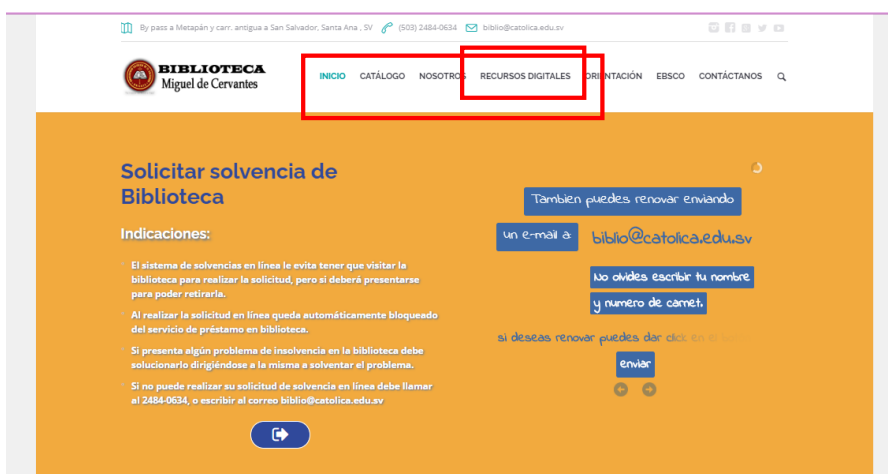 By pass a Metapán y carr. antigua a San Salvador, Santa Ana , SV (503) 2484-0634 biblio@catolica.edu.sv
BIBLIOTECA
Miguel de Cervantes
INICIO CATÁLOGO NOSOTROS RECURSOS DIGITALES ORIENTACIÓN EBSCO CONTÁCTANOS
Solicitar solvencia de
Biblioteca
Indicaciones:
El sistema de solvencias en línea le evita tener que visitar la
biblioteca para realizar la solicitud, pero si deberá presentarse
para poder retirarla.
Al realizar la solicitud en línea queda automáticamente bloqueado
del servicio de préstamo en biblioteca.
Si presenta algún problema de insolvencia en la biblioteca debe
solucionarlo dirigiéndose a la misma a solventar el problema.
Si no puede realizar su solicitud de solvencia en línea debe llamar
al 2484-0634, o escribir al correo biblio@catolica.edu.sv
Tambien puedes renovar enviando
un e-mail a: biblio@catolica.edu.sv
No olvides escribir tu nombre
y numero de carnet.
si deseas renovar puedes dar click en
enviar